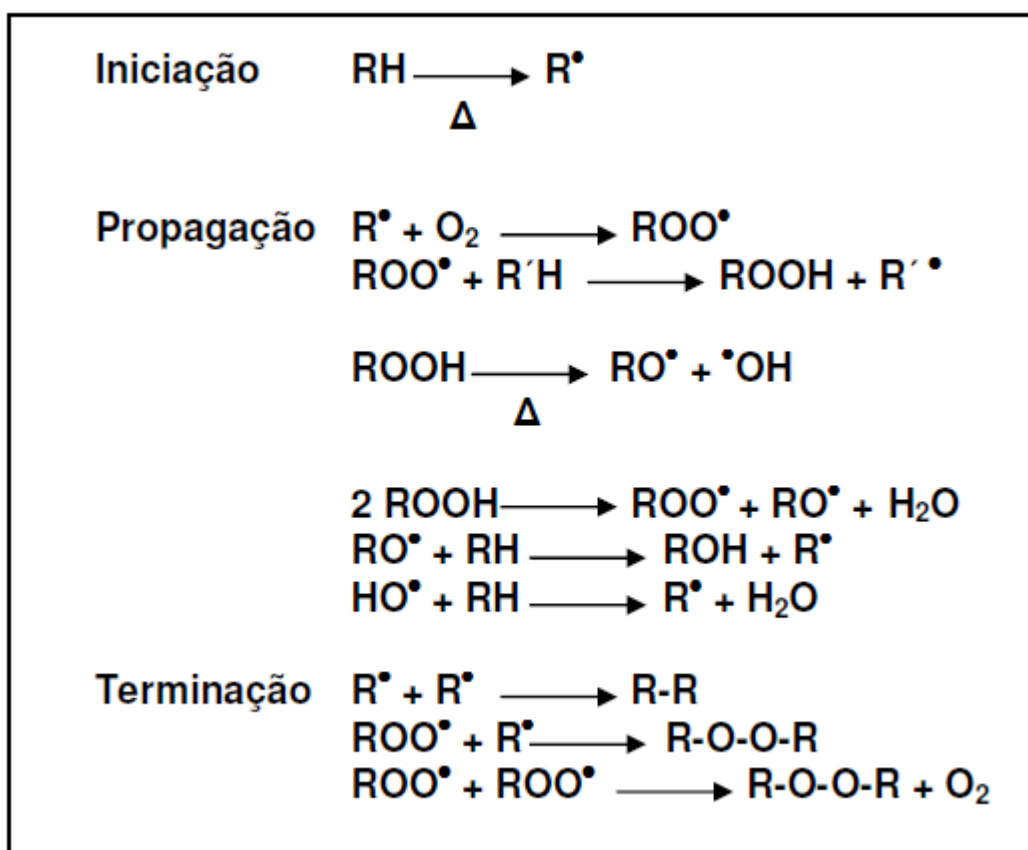 Iniciação RH ⟶ R•
Δ
Propagação R• + O₂ ⟶ ROO•
ROO• + R´H ⟶ ROOH + R´ •
ROOH ⟶ RO• + •OH
Δ
2 ROOH ⟶ ROO• + RO• + H₂O
RO• + RH ⟶ ROH + R•
HO• + RH ⟶ R• + H₂O
Terminação R• + R• ⟶ R-R
ROO• + R• ⟶ R-O-O-R
ROO• + ROO• ⟶ R-O-O-R + O₂